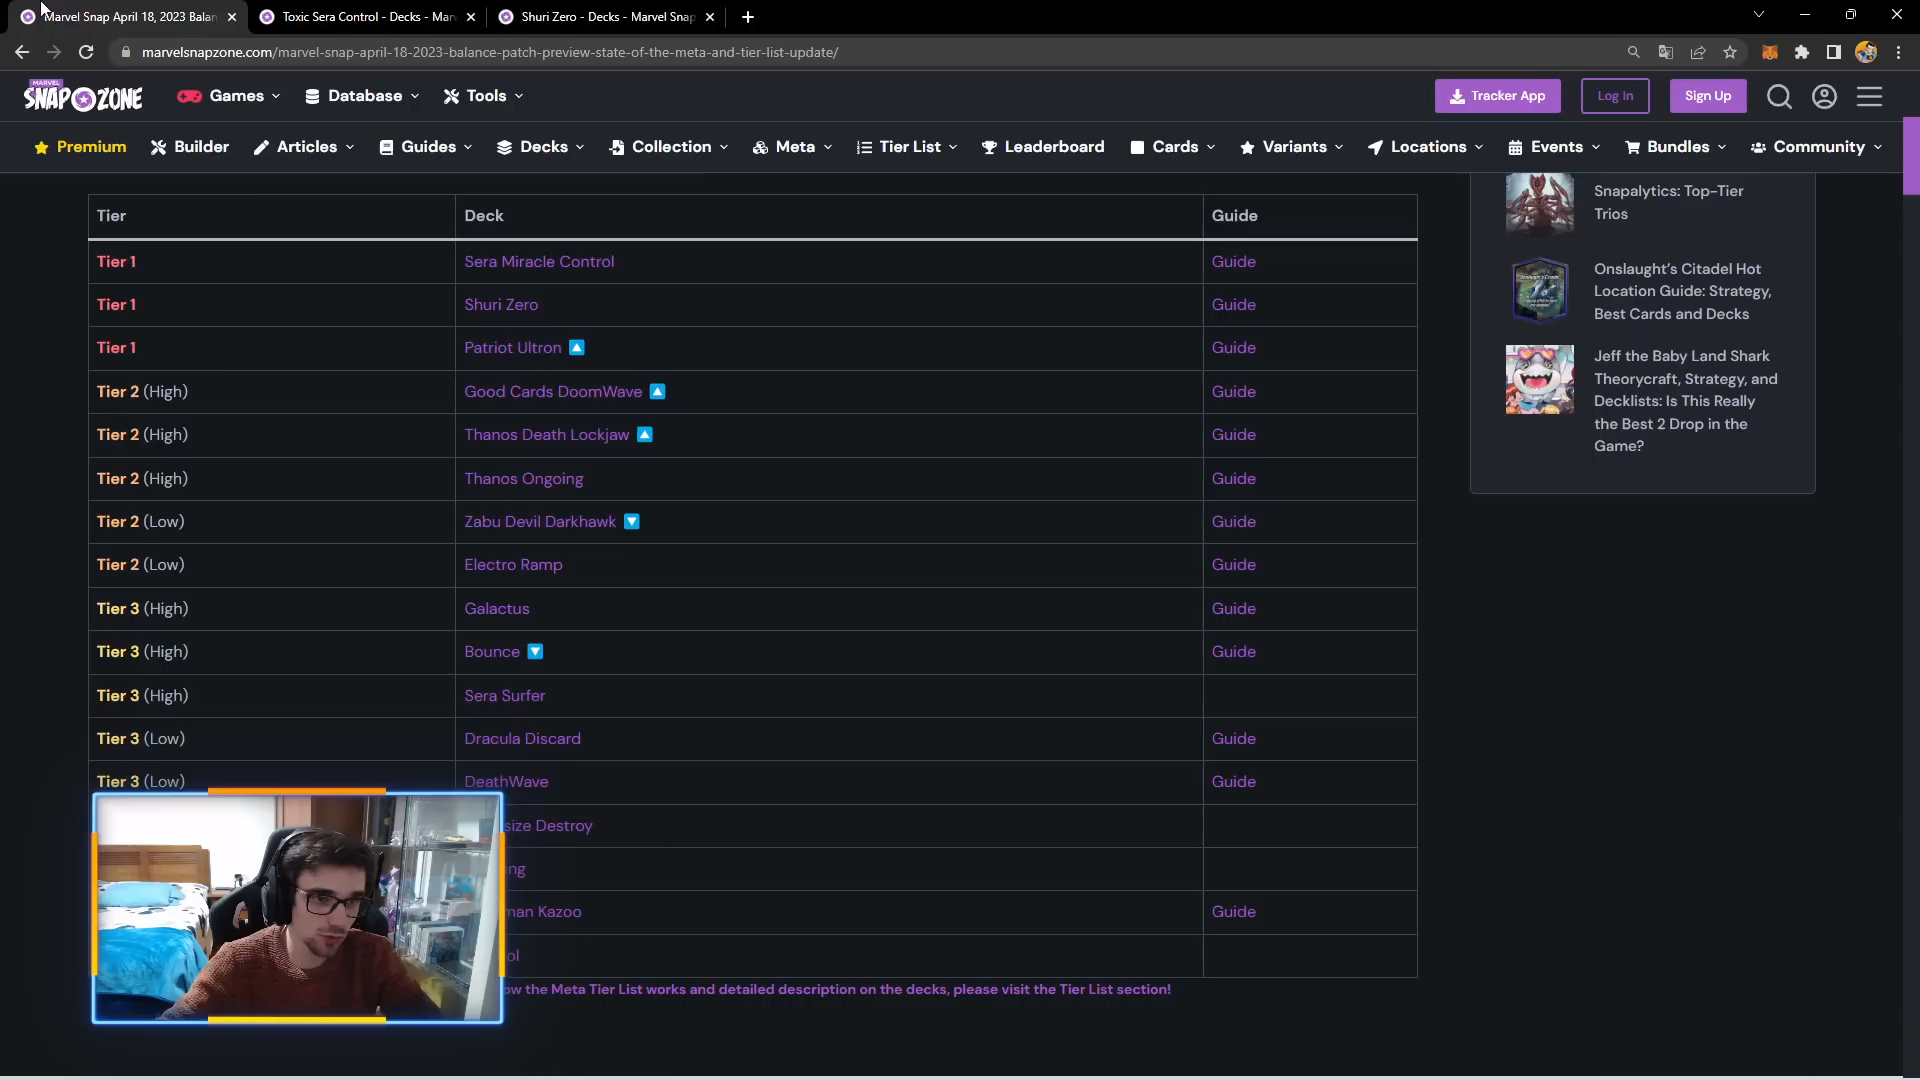 Marvel Snap April 18, 2023 Balan
Toxic Sera Control - Decks - Mar
Shuri Zero - Decks - Marvel Snap
marvelsnapzone.com/marvel-snap-april-18-2023-balance-patch-preview-state-of-the-meta-and-tier-list-update/
MARVEL
SNAP ZONE
Games
Database
Tools
Tracker App
Log In
Sign Up
Premium
Builder
Articles
Guides
Decks
Collection
Meta
Tier List
Leaderboard
Cards
Variants
Locations
Events
Bundles
Community
Tier Deck Guide
Tier 1 Sera Miracle Control Guide
Tier 1 Shuri Zero Guide
Tier 1 Patriot Ultron Guide
Tier 2 (High) Good Cards DoomWave Guide
Tier 2 (High) Thanos Death Lockjaw Guide
Tier 2 (High) Thanos Ongoing Guide
Tier 2 (Low) Zabu Devil Darkhawk Guide
Tier 2 (Low) Electro Ramp Guide
Tier 3 (High) Galactus Guide
Tier 3 (High) Bounce Guide
Tier 3 (High) Sera Surfer
Tier 3 (Low) Dracula Discard Guide
Tier 3 (Low) DeathWave Guide
size Destroy
ng
man Kazoo Guide
ol
ow the Meta Tier List works and detailed description on the decks, please visit the Tier List section!
Snapalytics: Top-Tier
Trios
Onslaught's Citadel Hot
Location Guide: Strategy,
Best Cards and Decks
Jeff the Baby Land Shark
Theorycraft, Strategy, and
Decklists: Is This Really
the Best 2 Drop in the
Game?